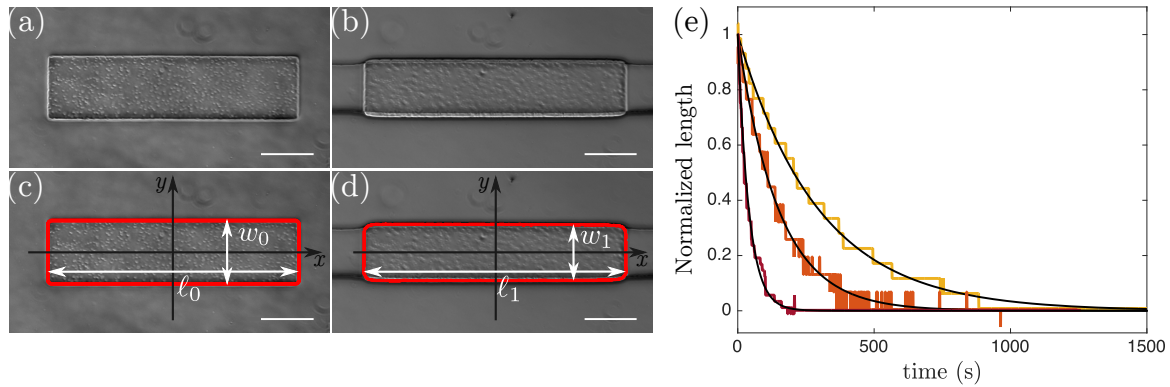 (a)
(b)
(c)
y
w₀
x
ℓ₀
(d)
y
w₁
x
ℓ₁
(e)
Normalized length
1
0.8
0.6
0.4
0.2
0
0
500
1000
1500
time (s)